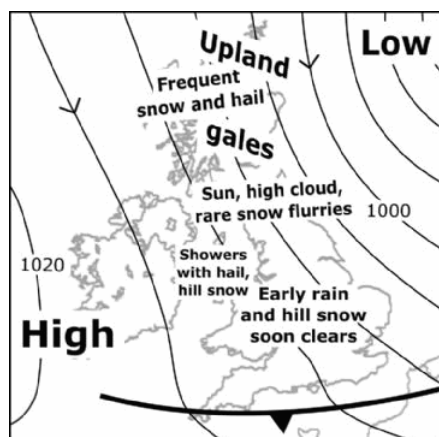 Upland
Low
Frequent
snow and hail
gales
Sun, high cloud,
rare snow flurries
1000
1020
Showers
with hail,
hill snow
Early rain
and hill snow
soon clears
High